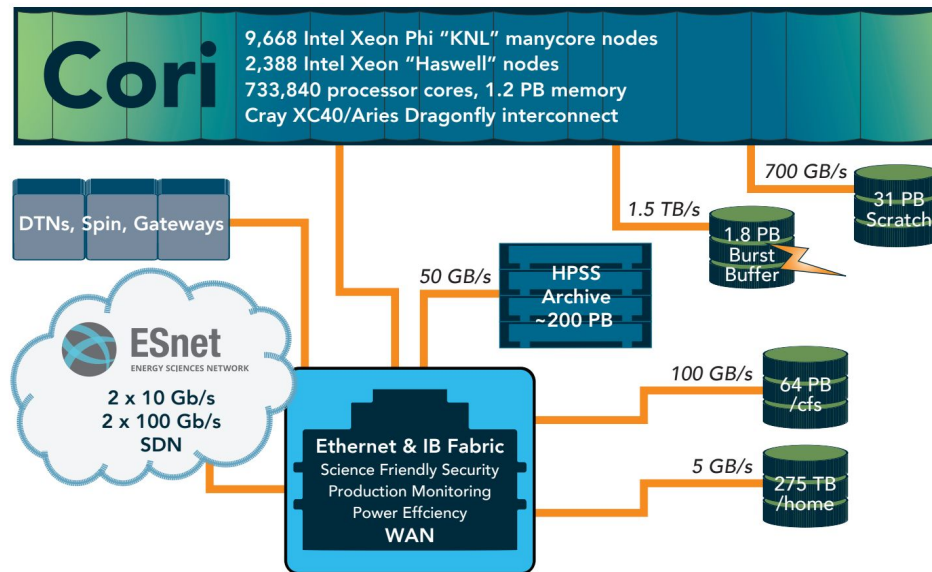 Cori
9,668 Intel Xeon Phi “KNL” manycore nodes
2,388 Intel Xeon “Haswell” nodes
733,840 processor cores, 1.2 PB memory
Cray XC40/Aries Dragonfly interconnect
700 GB/s
31 PB
Scratch
DTNs, Spin, Gateways
1.5 TB/s
1.8 PB
Burst
Buffer
50 GB/s
HPSS
Archive
~200 PB
ESnet
ENERGY SCIENCES NETWORK
2 x 10 Gb/s
2 x 100 Gb/s
SDN
100 GB/s
64 PB
/cfs
Ethernet & IB Fabric
Science Friendly Security
Production Monitoring
Power Effciency
WAN
5 GB/s
275 TB
/home